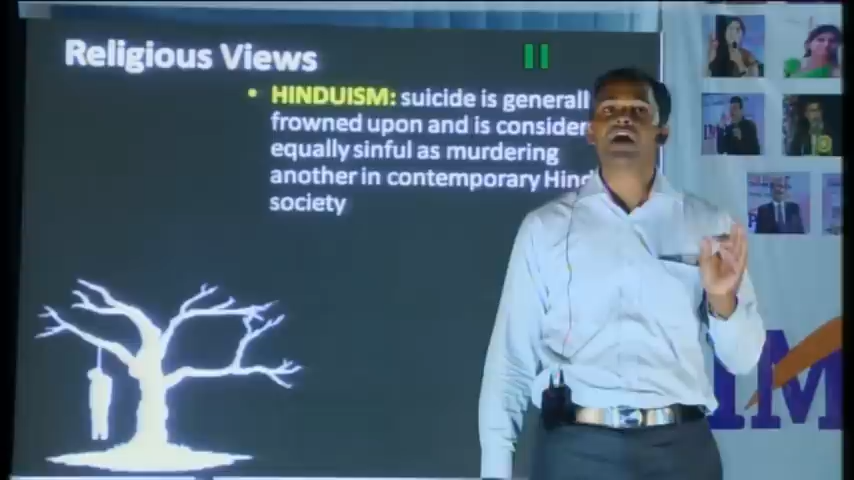 Religious Views
• HINDUISM: suicide is generall
frowned upon and is consider
equally sinful as murdering
another in contemporary Hind
society
IM